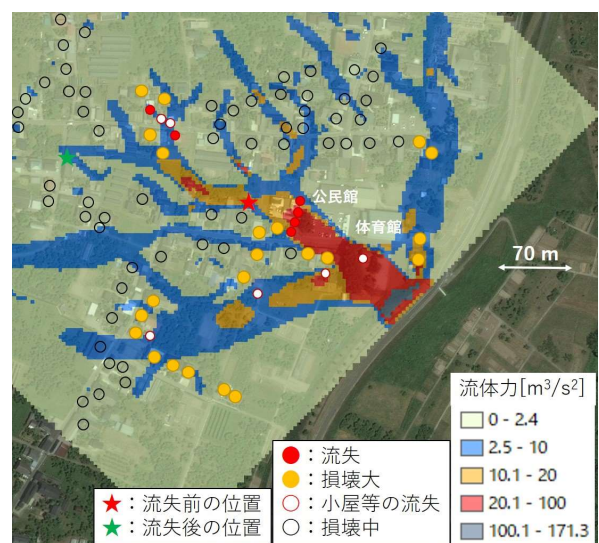 公民館
体育館
70 m
流体力[m³/s²]
0 - 2.4
2.5 - 10
10.1 - 20
20.1 - 100
100.1 - 171.3
●：流失
●：損壊大
○：小屋等の流失
○：損壊中
★：流失前の位置
★：流失後の位置